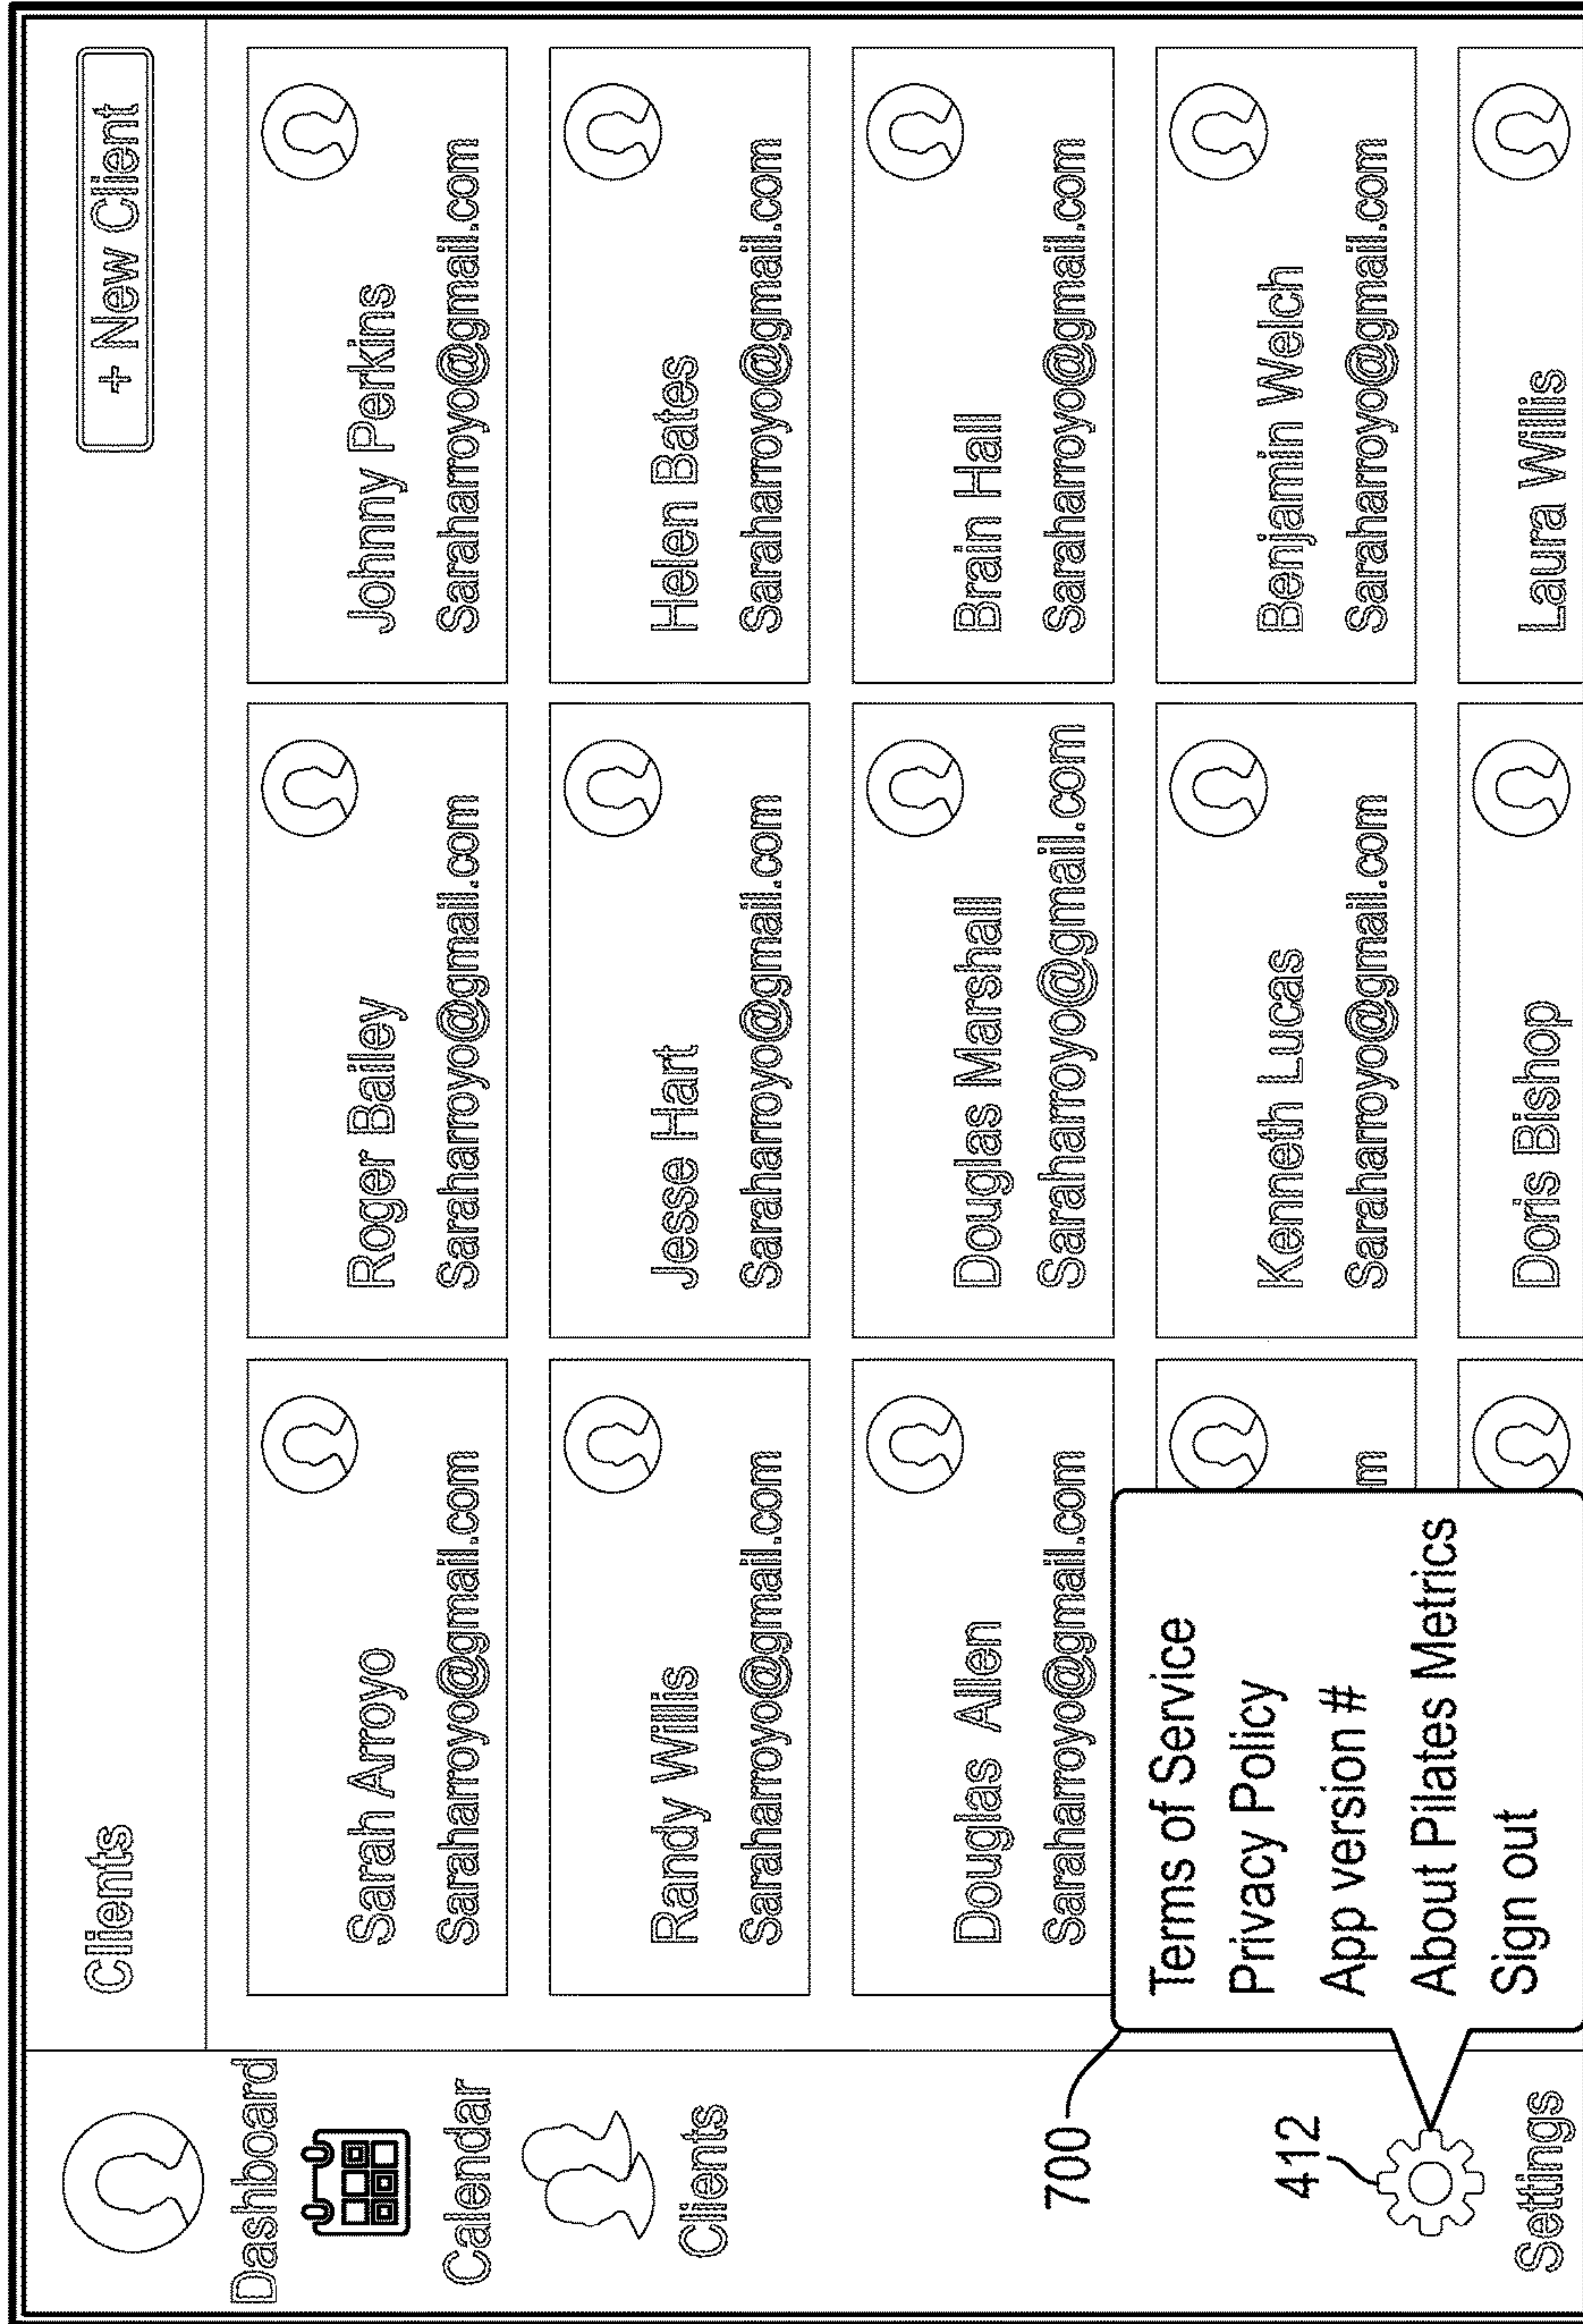 Dashboard
Calendar
Clients
700
412
Settings
Clients
+ New Client
Sarah Arroyo
Saraharroyo@gmail.com
Roger Bailey
Saraharroyo@gmail.com
Johnny Perkins
Saraharroyo@gmail.com
Randy Willis
Saraharroyo@gmail.com
Jesse Hart
Saraharroyo@gmail.com
Helen Bates
Saraharroyo@gmail.com
Douglas Allen
Saraharroyo@gmail.com
Douglas Marshall
Saraharroyo@gmail.com
Brain Hall
Saraharroyo@gmail.com
m
Kenneth Lucas
Saraharroyo@gmail.com
Benjamin Welch
Saraharroyo@gmail.com
Doris Bishop
Laura Willis
Terms of Service
Privacy Policy
App version #
About Pilates Metrics
Sign out